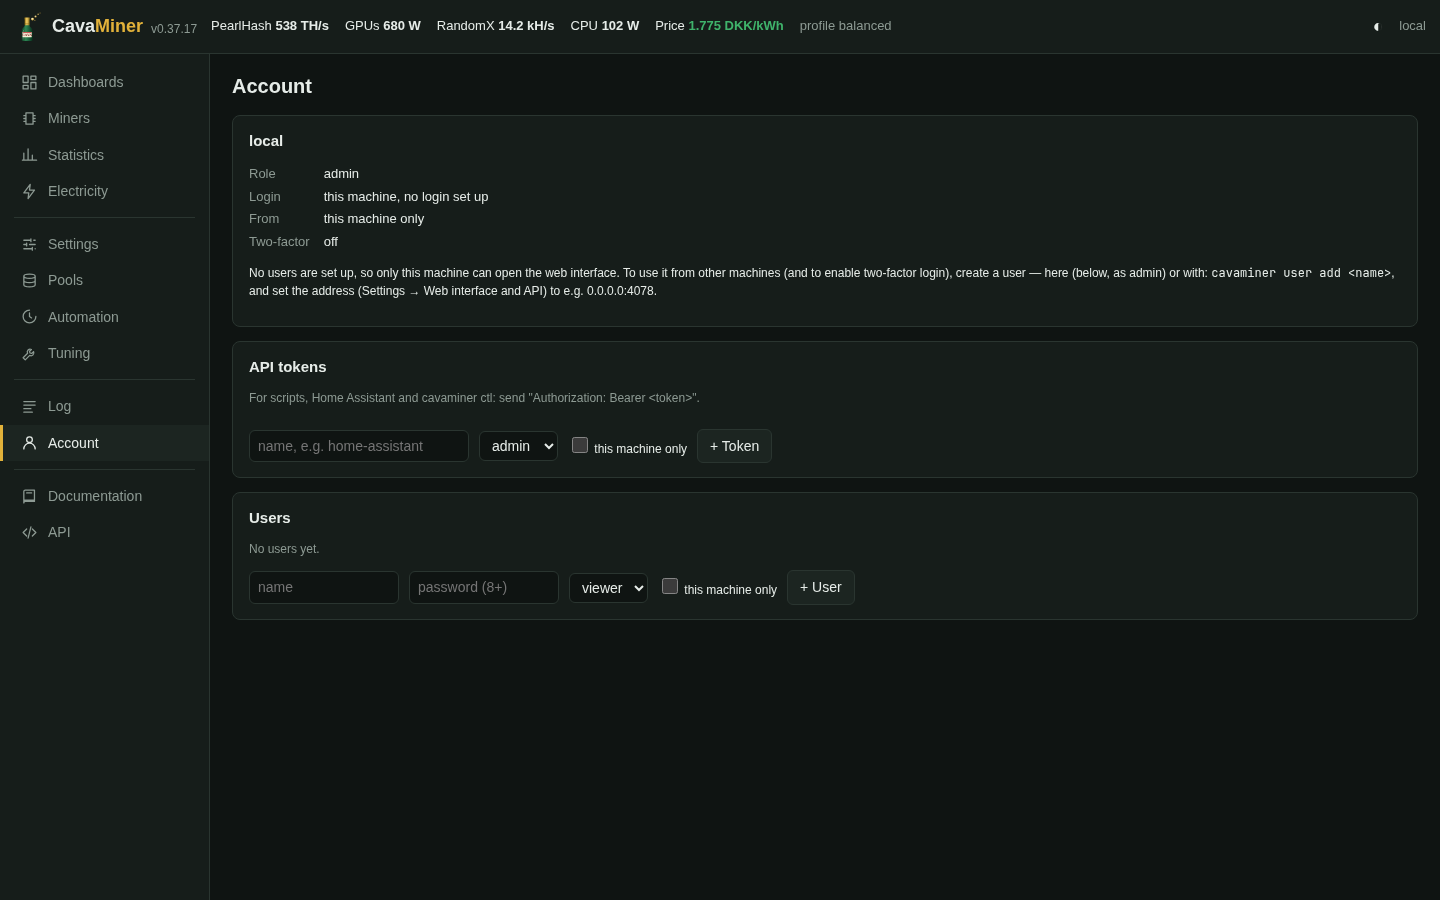 CavaMiner v0.37.17 PearlHash 538 TH/s GPUs 680 W RandomX 14.2 kH/s CPU 102 W Price 1.775 DKK/kWh profile balanced local
Dashboards
Miners
Statistics
Electricity
Settings
Pools
Automation
Tuning
Log
Account
Documentation
API
Account
local
Role admin
Login this machine, no login set up
From this machine only
Two-factor off
No users are set up, so only this machine can open the web interface. To use it from other machines (and to enable two-factor login), create a user — here (below, as admin) or with: cavaminer user add <name>,
and set the address (Settings → Web interface and API) to e.g. 0.0.0.0:4078.
API tokens
For scripts, Home Assistant and cavaminer ctl: send "Authorization: Bearer <token>".
name, e.g. home-assistant admin this machine only + Token
Users
No users yet.
name password (8+) viewer this machine only + User